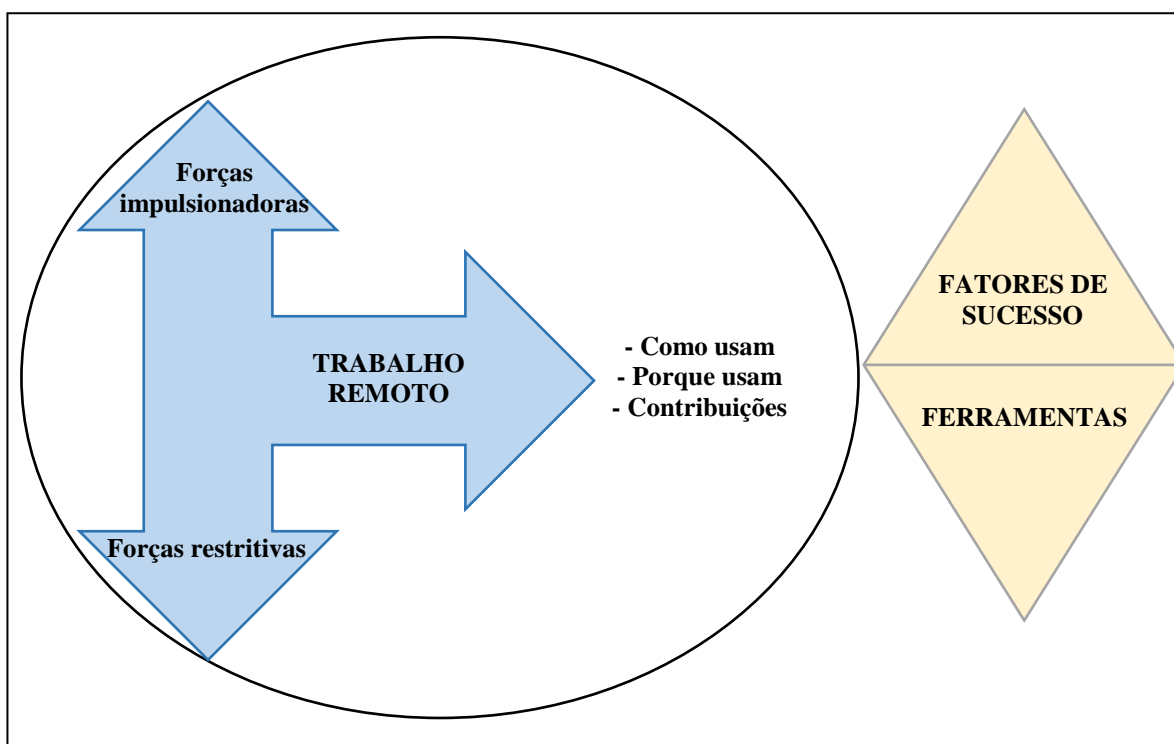 Forças
impulsionadoras
TRABALHO
REMOTO
- Como usam
- Porque usam
- Contribuições
Forças restritivas
FATORES DE
SUCESSO
FERRAMENTAS